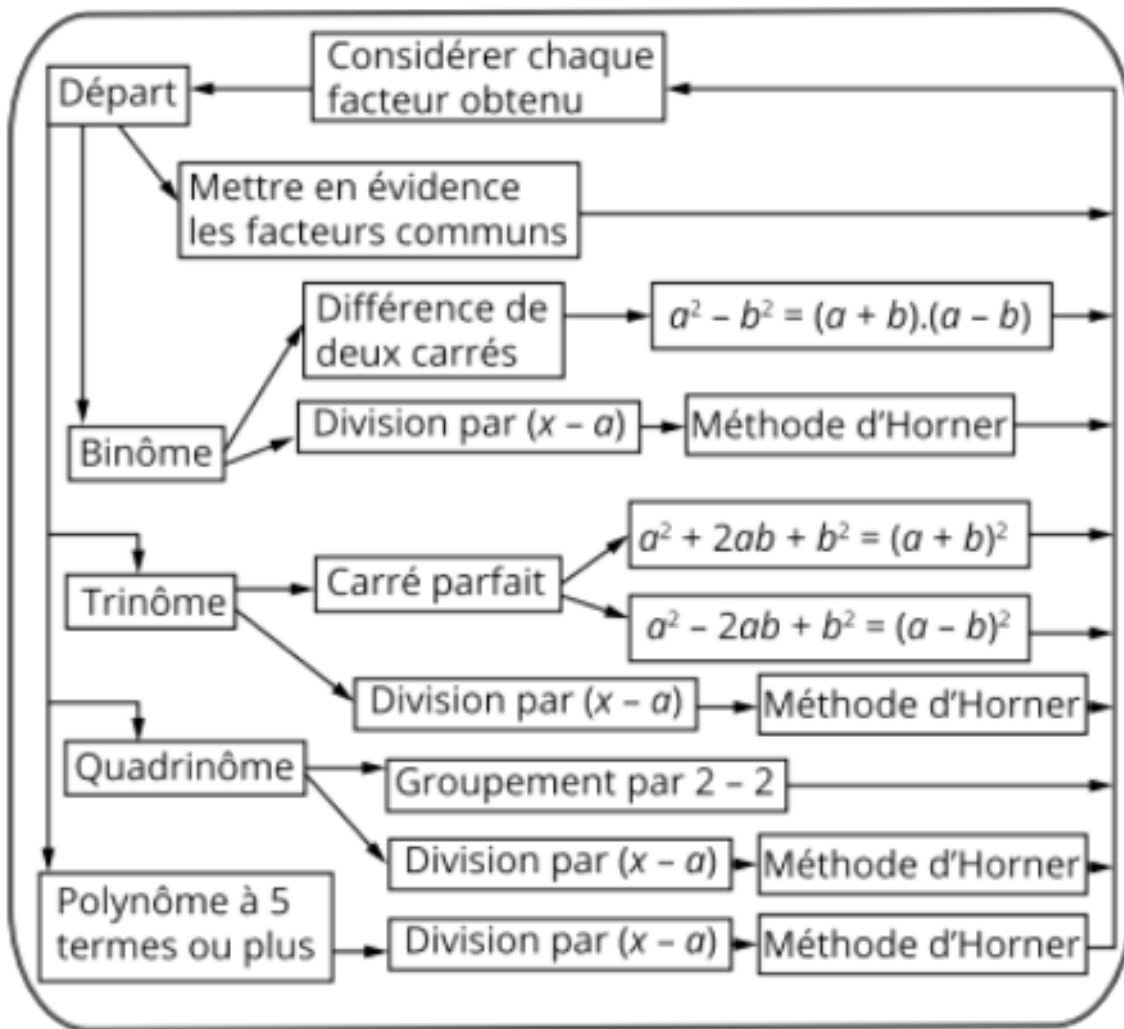 Considérer chaque
facteur obtenu
Départ
Mettre en évidence
les facteurs communs
Différence de
deux carrés
a² – b² = (a + b).(a – b)
Binôme
Division par (x – a)
Méthode d’Horner
Trinôme
Carré parfait
a² + 2ab + b² = (a + b)²
a² – 2ab + b² = (a – b)²
Division par (x – a)
Méthode d’Horner
Quadrinôme
Groupement par 2 – 2
Division par (x – a)
Méthode d’Horner
Polynôme à 5
termes ou plus
Division par (x – a)
Méthode d’Horner